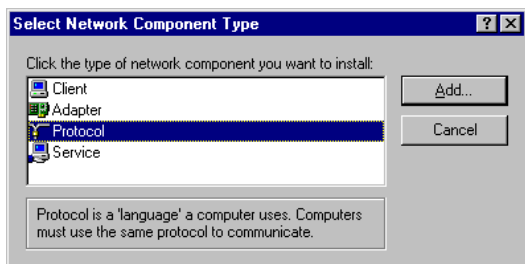 Select Network Component Type
Click the type of network component you want to install:
Client
Adapter
Protocol
Service
Add...
Cancel
Protocol is a 'language' a computer uses. Computers
must use the same protocol to communicate.